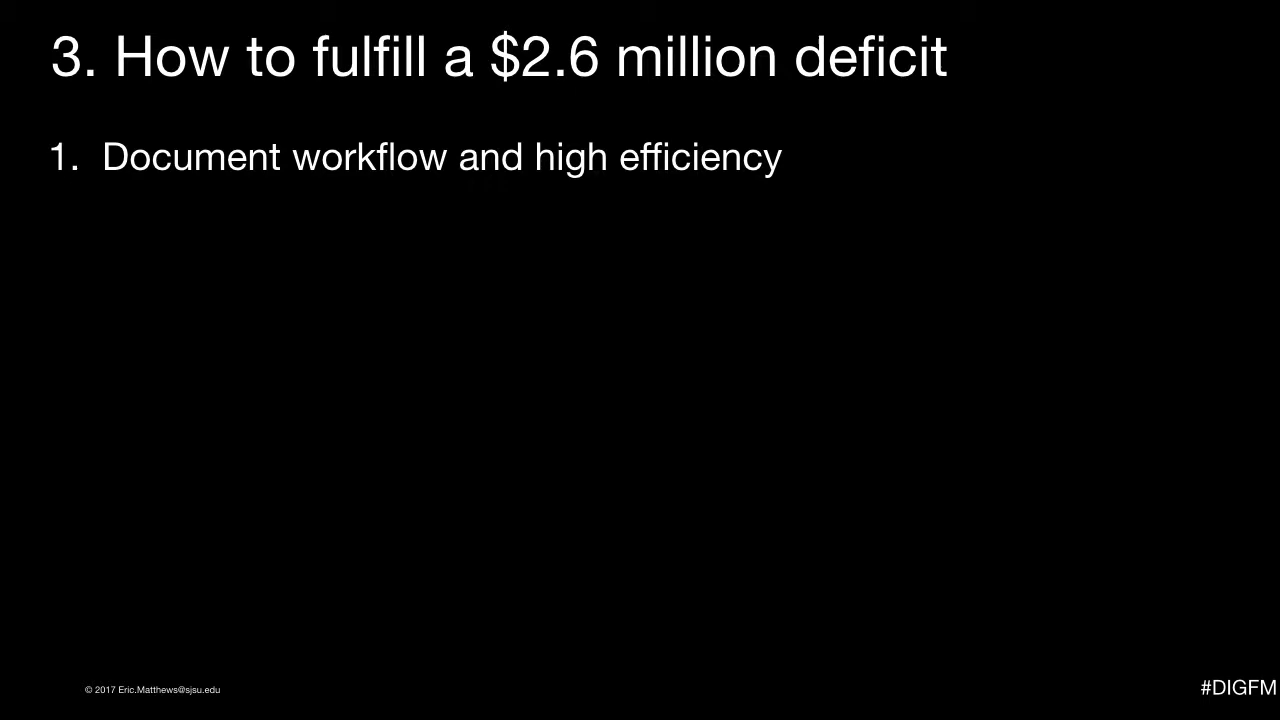 3. How to fulfill a $2.6 million deficit
1. Document workflow and high efficiency
© 2017 Eric.Matthews@sjsu.edu
#DIGFM